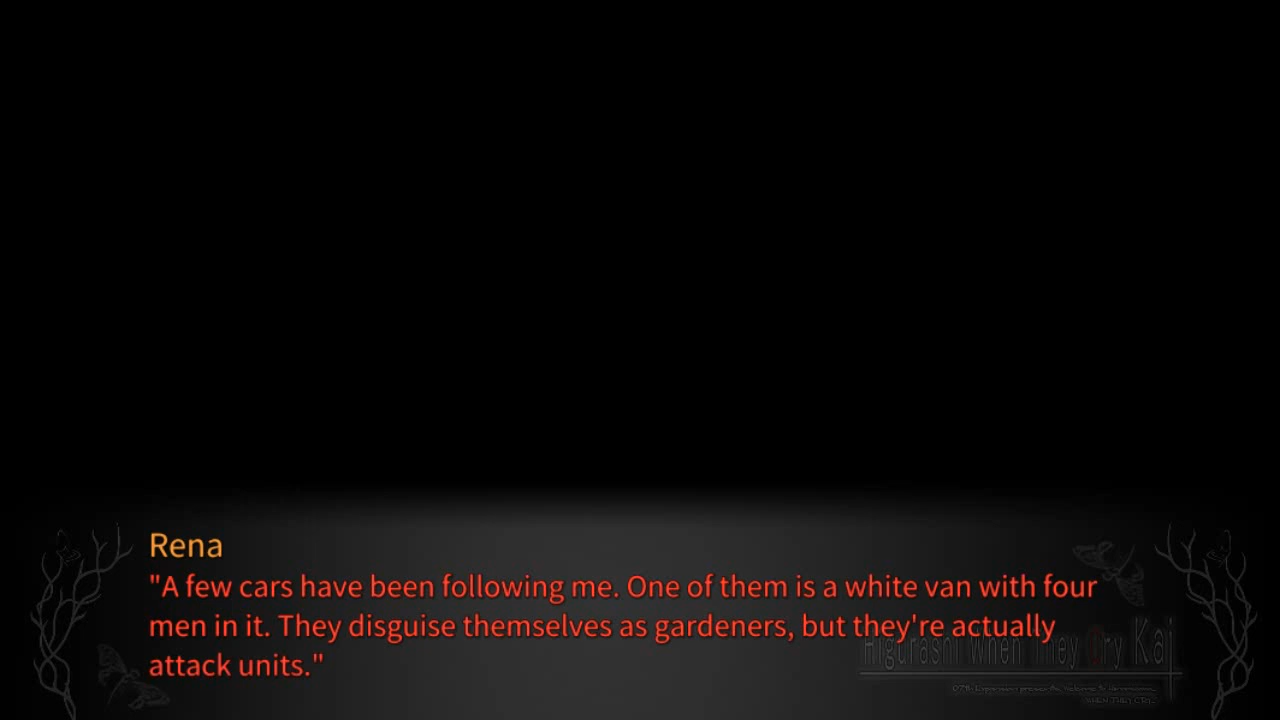 Rena
"A few cars have been following me. One of them is a white van with four
men in it. They disguise themselves as gardeners, but they're actually
attack units."
Higurashi When They Cry Kai